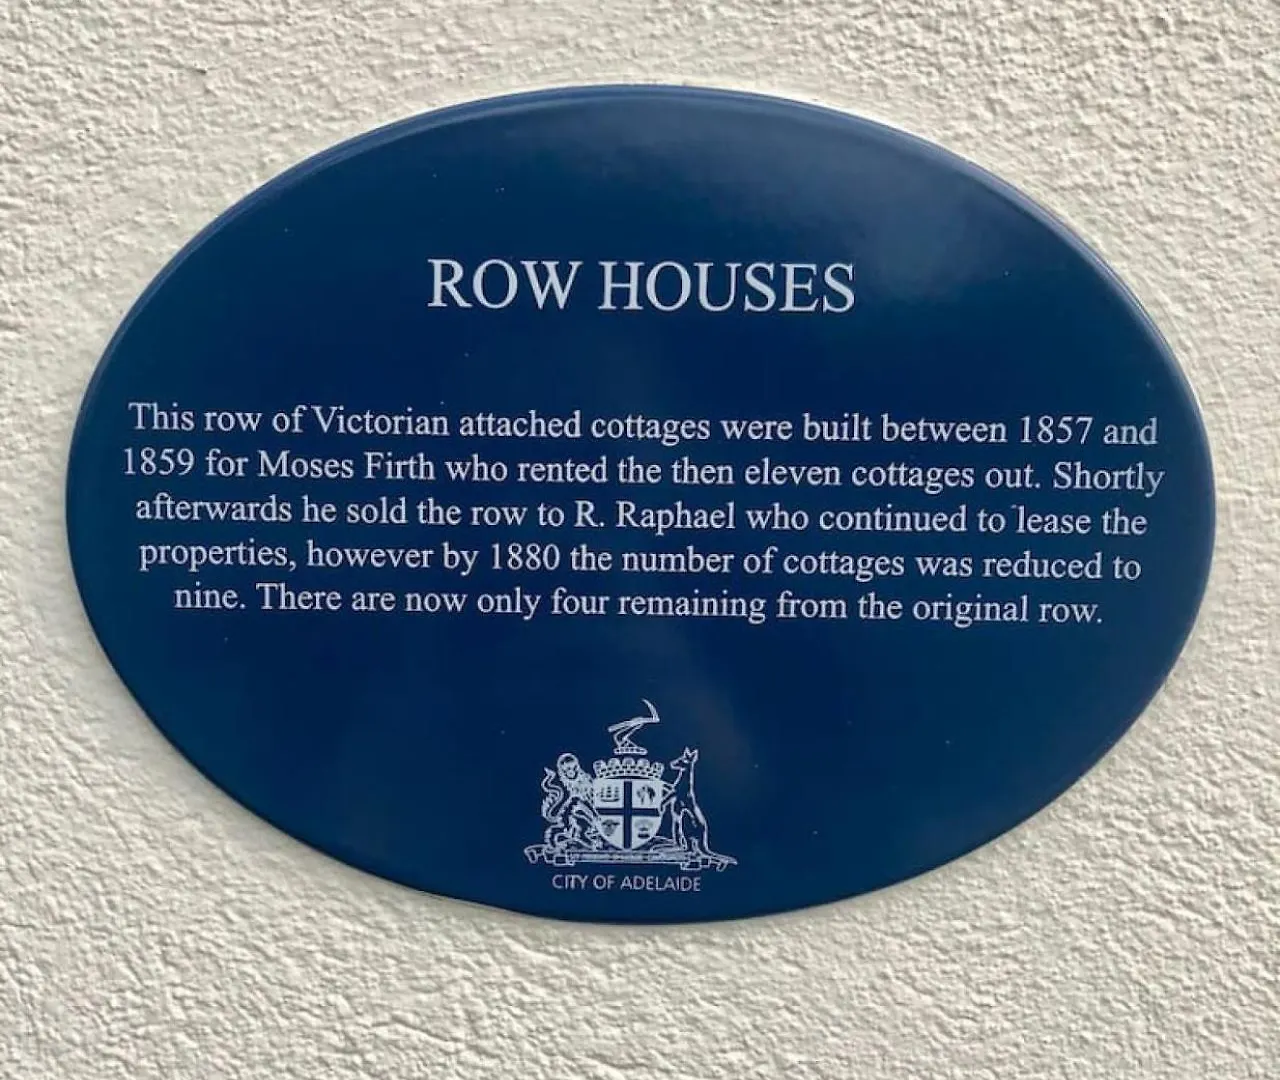 ROW HOUSES
This row of Victorian attached cottages were built between 1857 and
1859 for Moses Firth who rented the then eleven cottages out. Shortly
afterwards he sold the row to R. Raphael who continued to lease the
properties, however by 1880 the number of cottages was reduced to
nine. There are now only four remaining from the original row.
CITY OF ADELAIDE